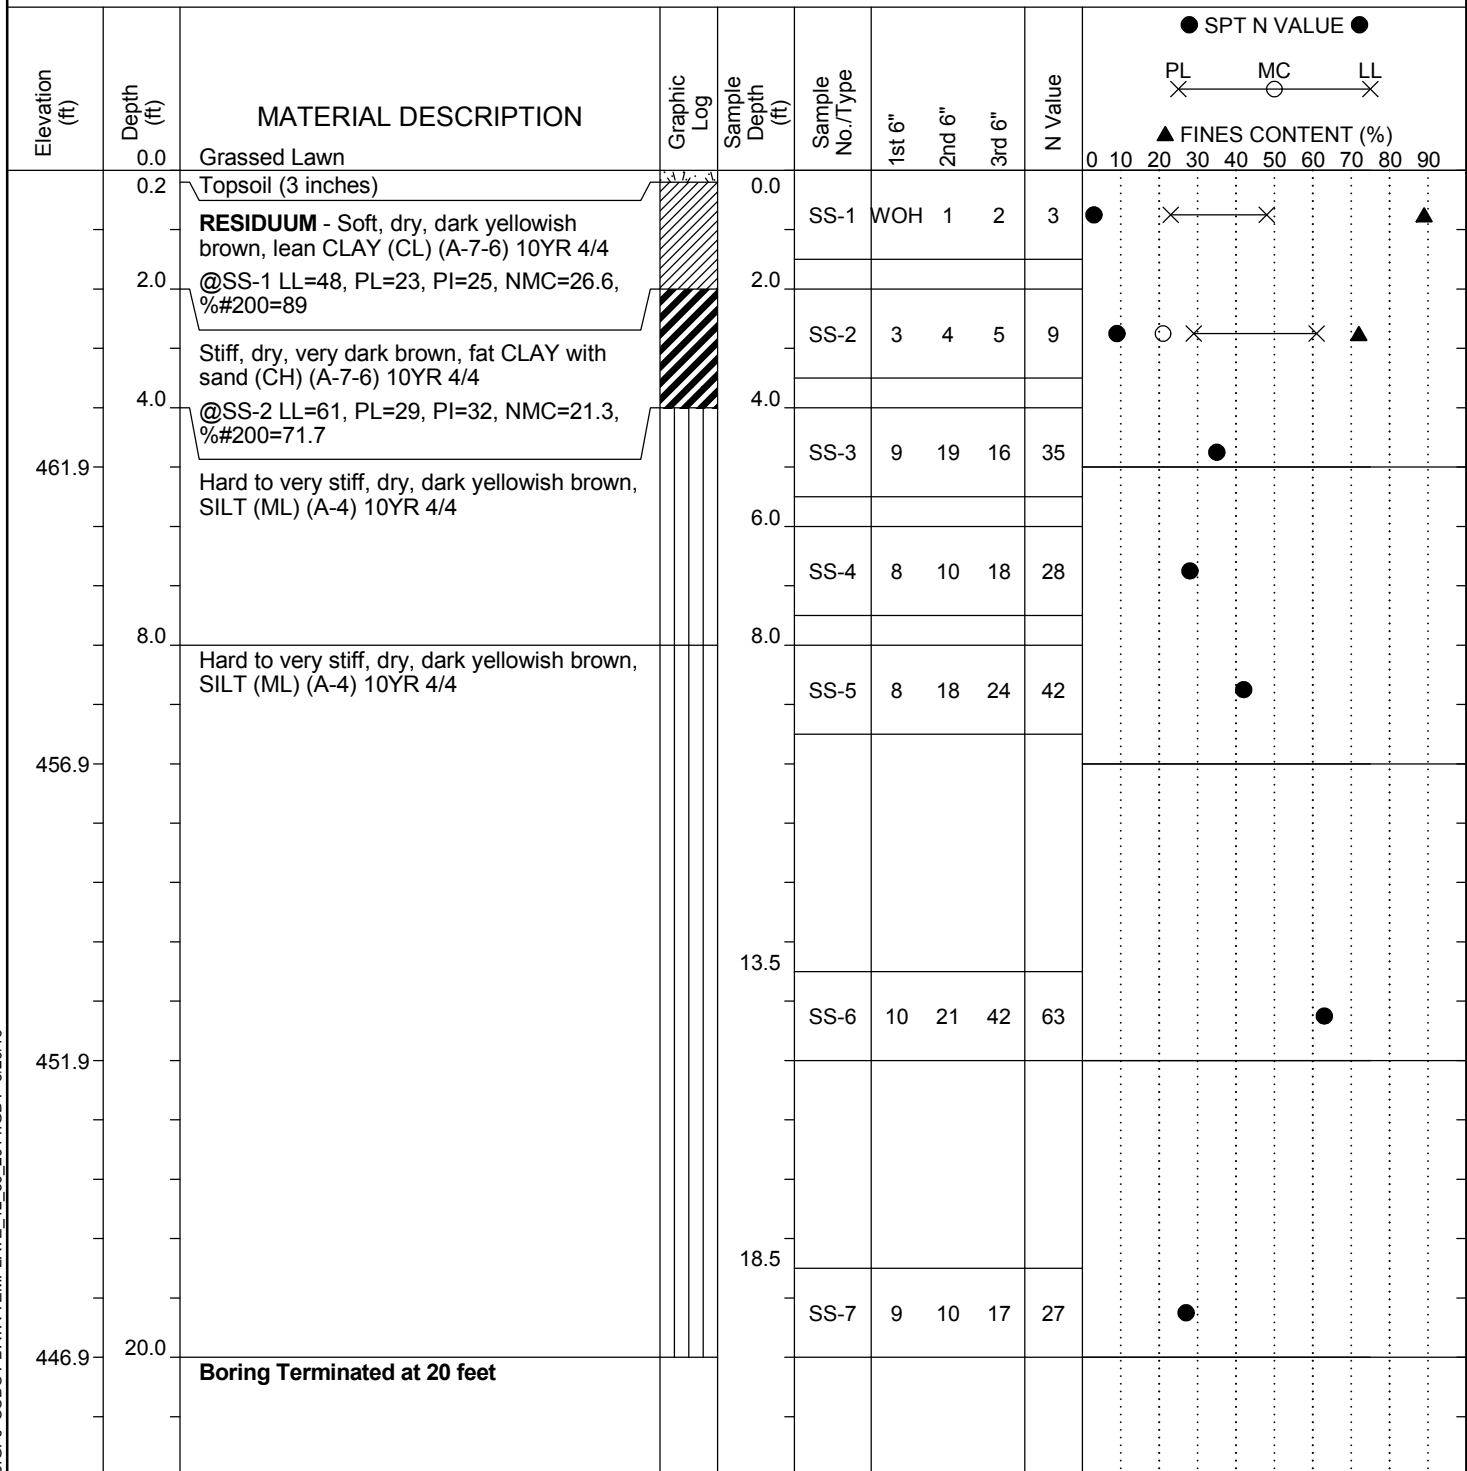 ● SPT N VALUE ●
PL MC LL
▲ FINES CONTENT (%)
0 10 20 30 40 50 60 70 80 90
Elevation (ft)
Depth (ft)
MATERIAL DESCRIPTION
Graphic Log
Sample Depth (ft)
Sample No./Type
1st 6"
2nd 6"
3rd 6"
N Value
0.0 Grassed Lawn
0.2 Topsoil (3 inches) 0.0
RESIDUUM - Soft, dry, dark yellowish
brown, lean CLAY (CL) (A-7-6) 10YR 4/4
SS-1 WOH 1 2 3
2.0 @SS-1 LL=48, PL=23, PI=25, NMC=26.6, 2.0
%#200=89
Stiff, dry, very dark brown, fat CLAY with
sand (CH) (A-7-6) 10YR 4/4
SS-2 3 4 5 9
4.0 @SS-2 LL=61, PL=29, PI=32, NMC=21.3, 4.0
%#200=71.7
461.9 SS-3 9 19 16 35
Hard to very stiff, dry, dark yellowish brown,
SILT (ML) (A-4) 10YR 4/4
6.0
SS-4 8 10 18 28
8.0 8.0
Hard to very stiff, dry, dark yellowish brown,
SILT (ML) (A-4) 10YR 4/4
SS-5 8 18 24 42
456.9
13.5
SS-6 10 21 42 63
451.9
18.5
SS-7 9 10 17 27
446.9 20.0
Boring Terminated at 20 feet